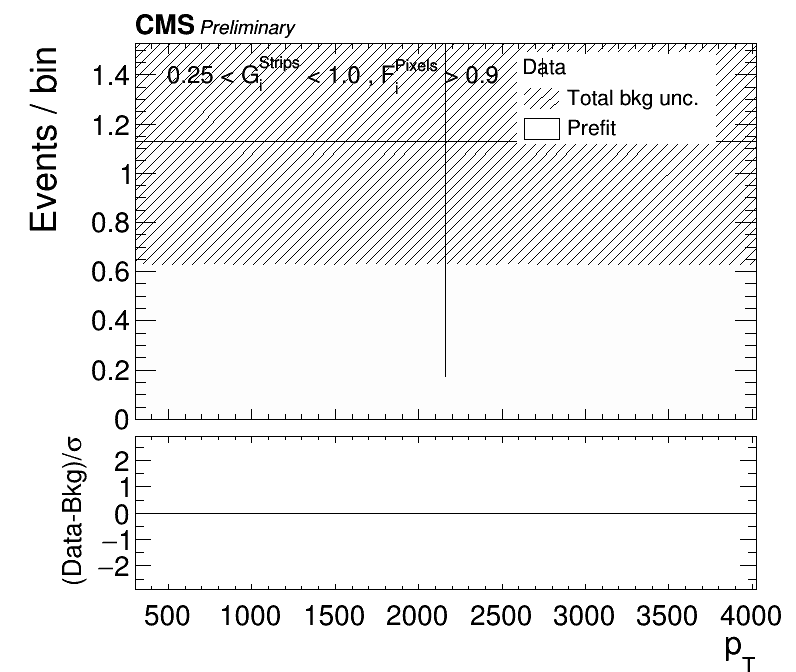 CMS Preliminary
Events / bin
0.25 < G_i^Strips < 1.0 , F_i^Pixels > 0.9
Data
Total bkg unc.
Prefit
1.4
1.2
1
0.8
0.6
0.4
0.2
0
(Data-Bkg)/σ
2
1
0
−1
−2
500 1000 1500 2000 2500 3000 3500 4000
p_T